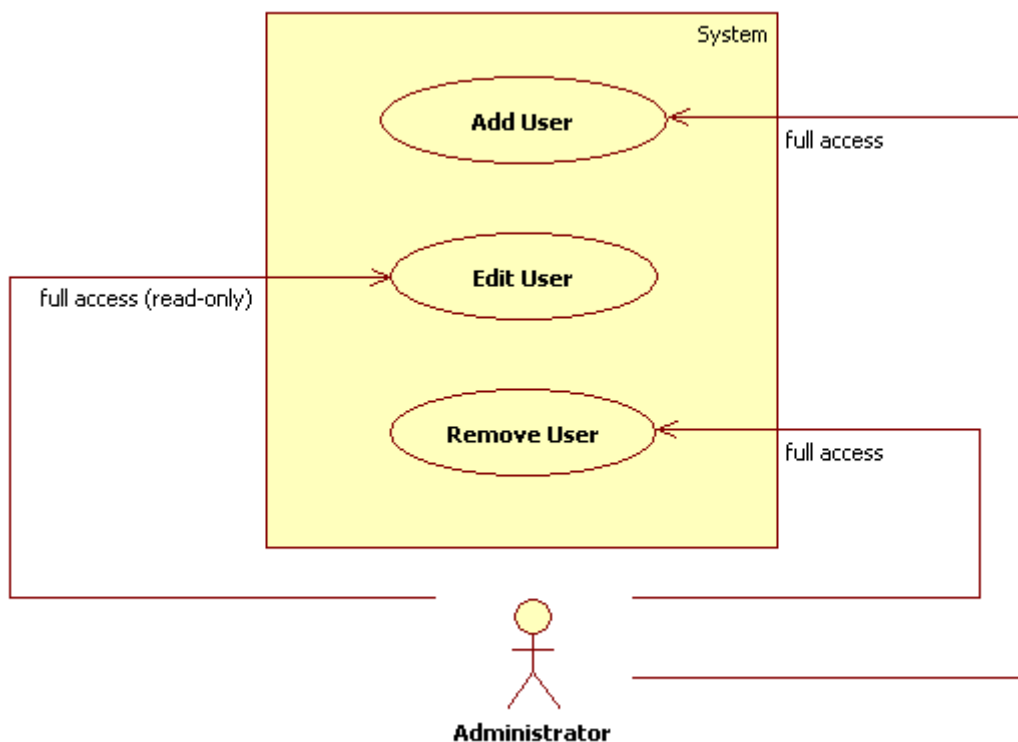 System
Add User
full access
Edit User
full access (read-only)
Remove User
full access
Administrator